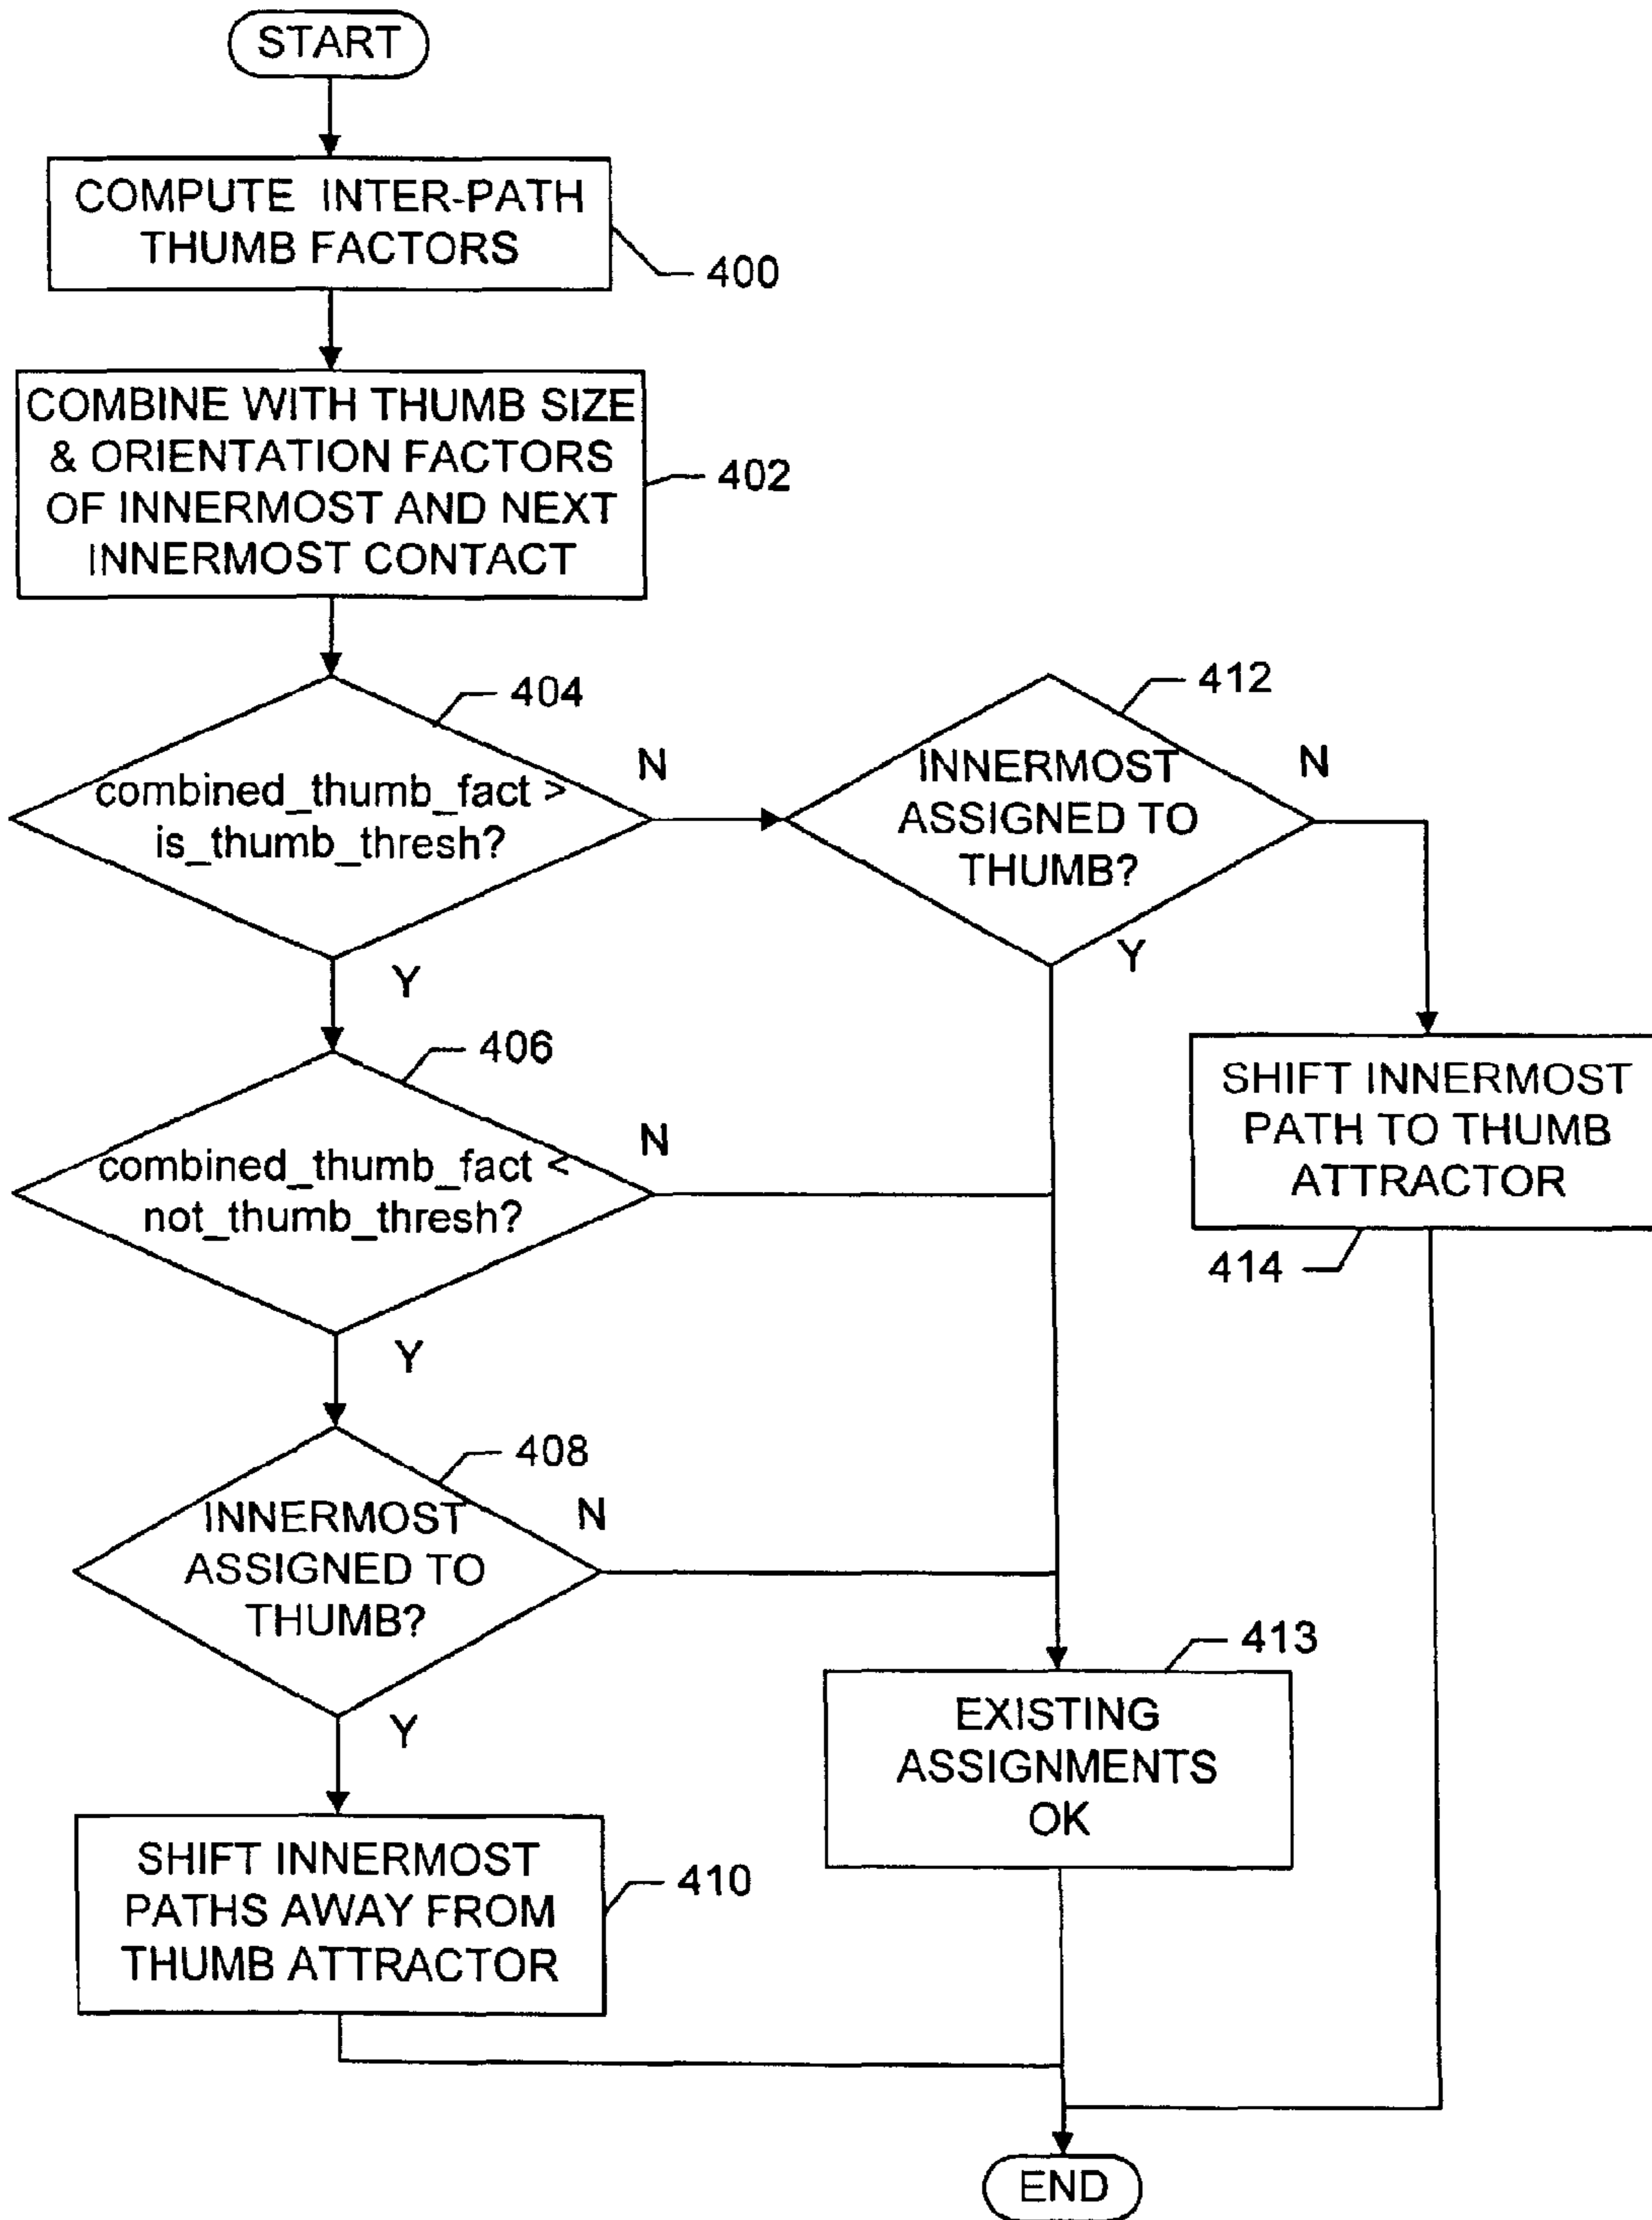 START
COMPUTE INTER-PATH
THUMB FACTORS
400
COMBINE WITH THUMB SIZE
& ORIENTATION FACTORS
OF INNERMOST AND NEXT
INNERMOST CONTACT
402
404
combined_thumb_fact >
is_thumb_thresh?
N
Y
412
INNERMOST
ASSIGNED TO
THUMB?
N
Y
406
combined_thumb_fact <
not_thumb_thresh?
N
Y
SHIFT INNERMOST
PATH TO THUMB
ATTRACTOR
414
408
INNERMOST
ASSIGNED TO
THUMB?
N
Y
413
EXISTING
ASSIGNMENTS
OK
SHIFT INNERMOST
PATHS AWAY FROM
THUMB ATTRACTOR
410
END